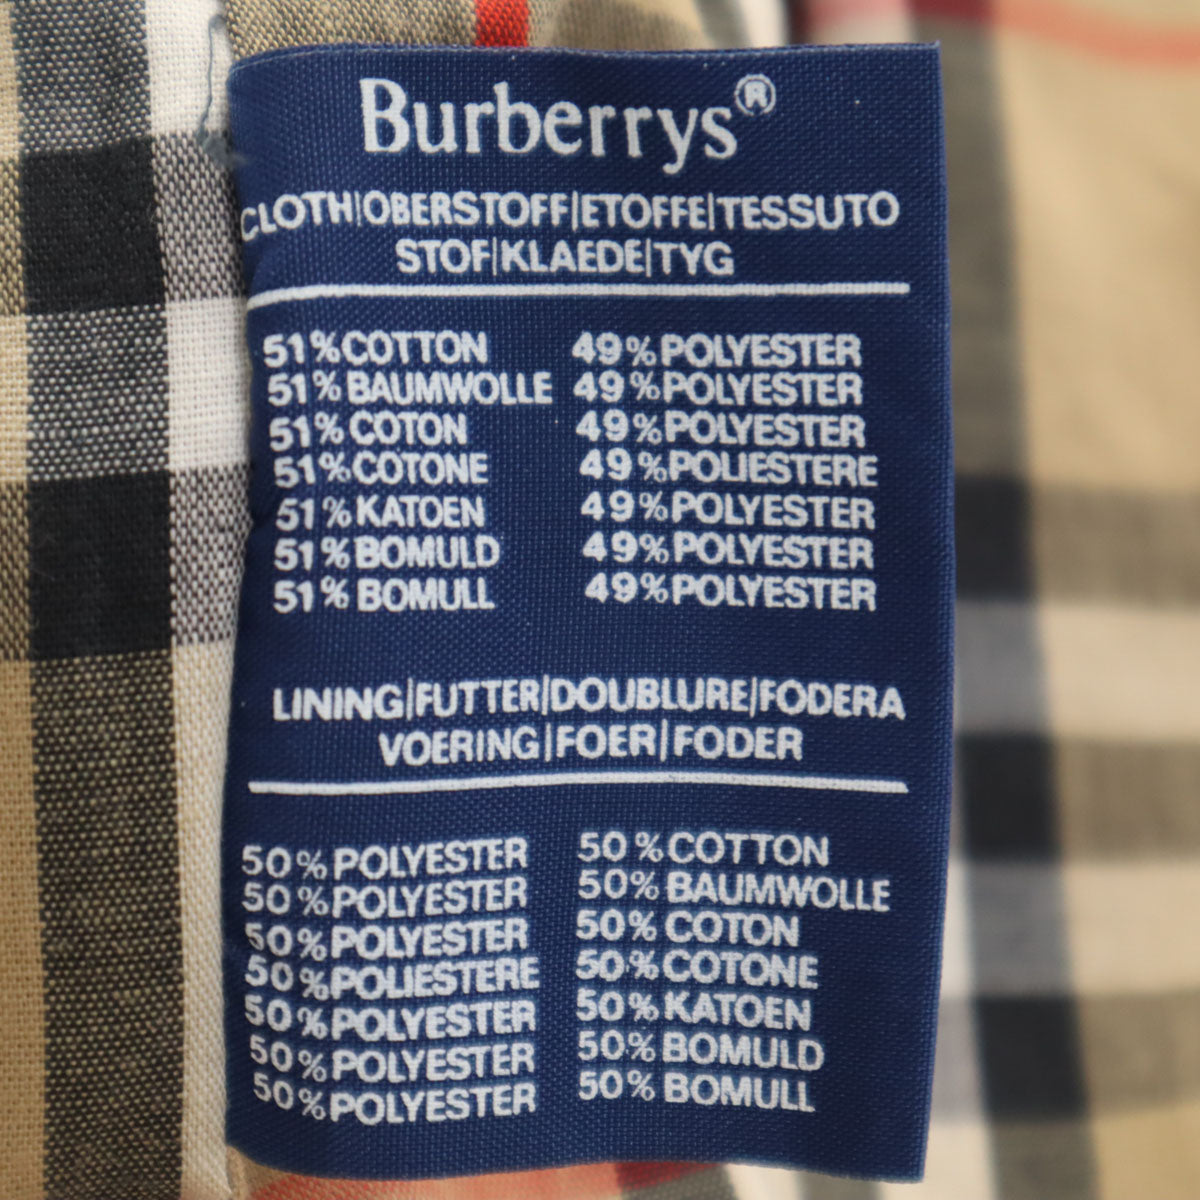 Burberrys®
CLOTH|OBERSTOFF|ETOFFE|TESSUTO
STOF|KLAEDE|TYG
51% COTTON 49% POLYESTER
51% BAUMWOLLE 49% POLYESTER
51% COTON 49% POLYESTER
51% COTONE 49% POLIESTERE
51% KATOEN 49% POLYESTER
51% BOMULD 49% POLYESTER
51% BOMULL 49% POLYESTER
LINING|FUTTER|DOUBLURE|FODERA
VOERING|FOER|FODER
50% POLYESTER 50% COTTON
50% POLYESTER 50% BAUMWOLLE
50% POLYESTER 50% COTON
50% POLIESTERE 50% COTONE
50% POLYESTER 50% KATOEN
50% POLYESTER 50% BOMULD
50% POLYESTER 50% BOMULL